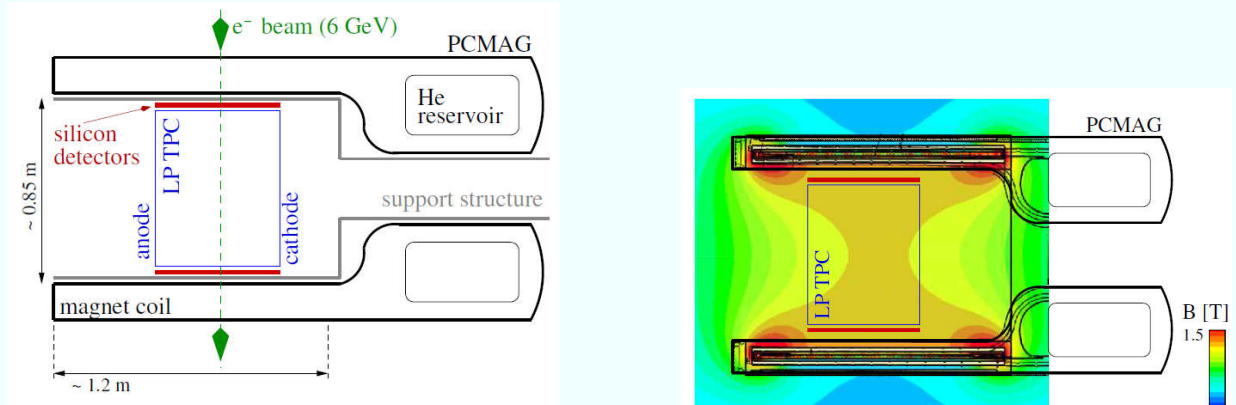 e⁻ beam (6 GeV)
PCMAG
He
reservoir
silicon
detectors
LP TPC
~ 0.85 m
anode
cathode
support structure
magnet coil
~ 1.2 m
PCMAG
LP TPC
B [T]
1.5